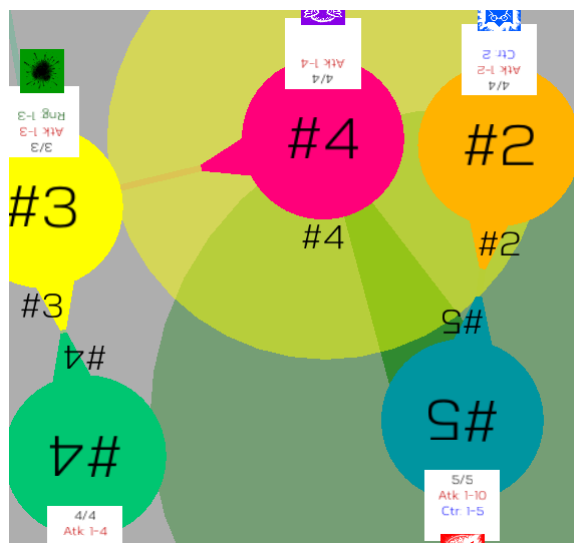 Atk 1-4
4/4
Ctr 2
Atk 1-2
4/4
Rng 1-3
Atk 1-3
3/3
#4
#2
#3
#4
#2
#3
#5
#4
#5
#4
5/5
Atk 1-10
Ctr 1-5
4/4
Atk 1-4